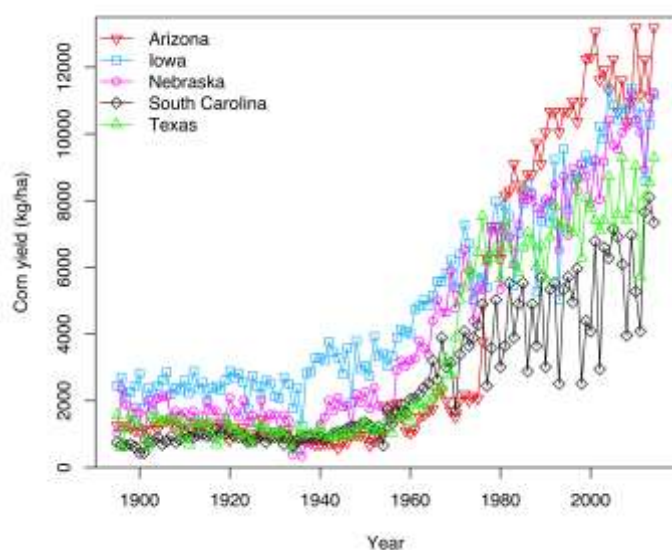 Arizona
Iowa
Nebraska
South Carolina
Texas
Corn yield (kg/ha)
12000
10000
8000
6000
4000
2000
0
1900
1920
1940
1960
1980
2000
Year